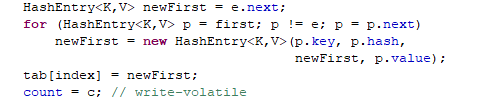 HashEntry<K,V> newFirst = e.next;
for (HashEntry<K,V> p = first; p != e; p = p.next)
    newFirst = new HashEntry<K,V>(p.key, p.hash,
                                  newFirst, p.value);
tab[index] = newFirst;
count = c; // write-volatile